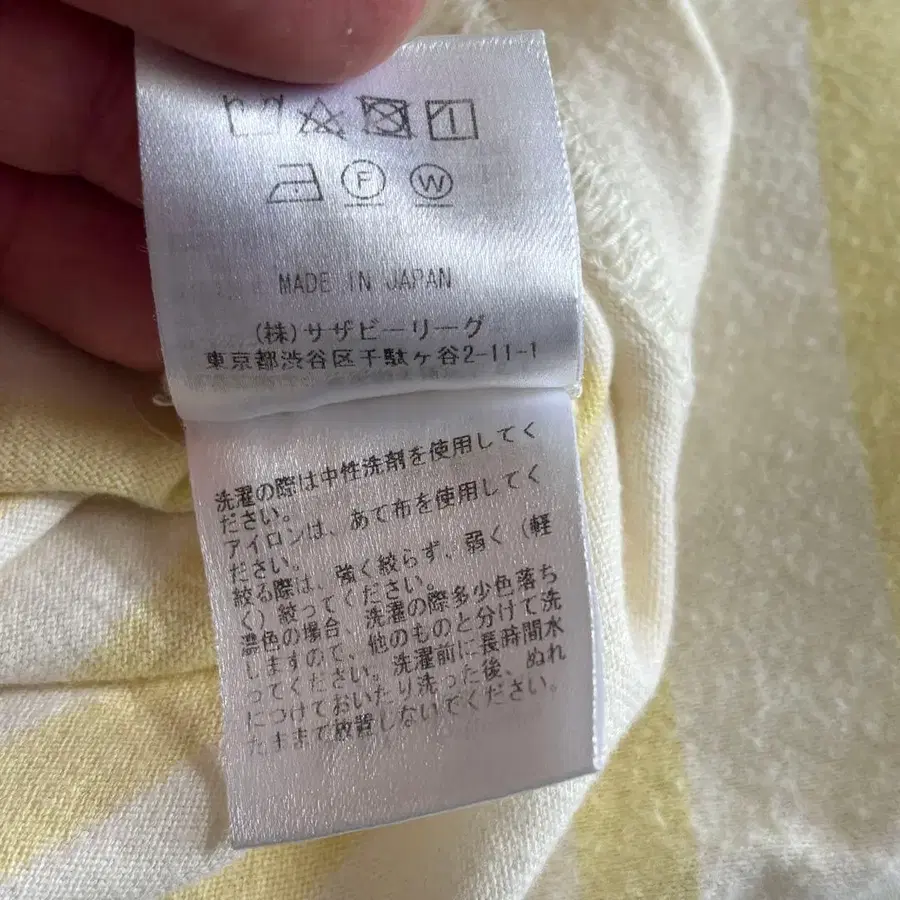 F W
MADE IN JAPAN
(株)サザビーリーグ
東京都渋谷区千駄ヶ谷2-11-1
洗濯の際は中性洗剤を使用してく
ださい。
アイロンは、あて布を使用してく
ださい。
絞る際は、強く絞らず、弱く(軽
く)絞ってください。
濃色の場合、洗濯の際多少色落ち
しますので、他のものと分けて洗
ってください。洗濯前に長時間水
につけておいたり洗った後、ぬれ
たままで放置しないでください。